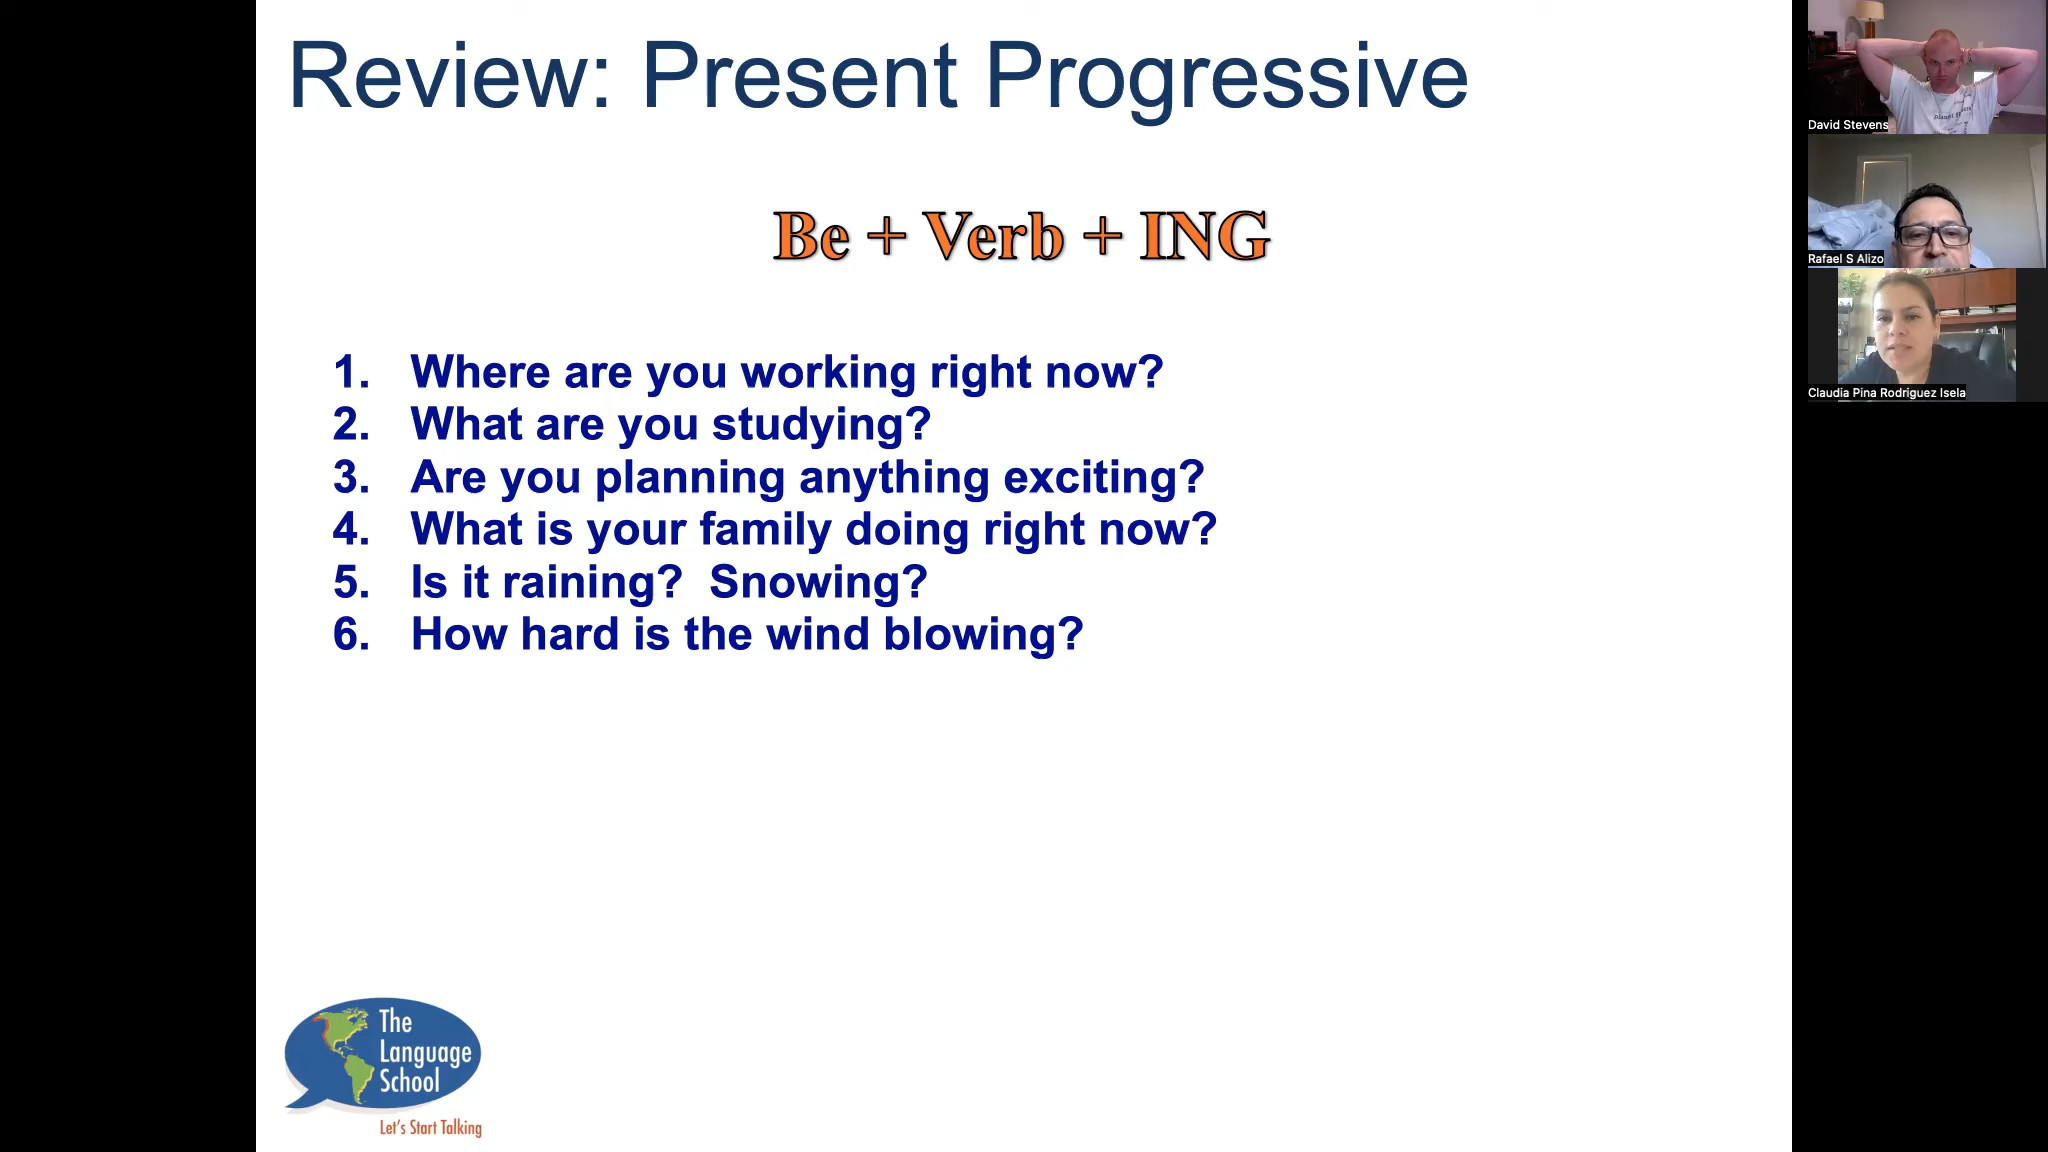 Review: Present Progressive
Be + Verb + ING
1. Where are you working right now?
2. What are you studying?
3. Are you planning anything exciting?
4. What is your family doing right now?
5. Is it raining?  Snowing?
6. How hard is the wind blowing?
The
Language
School
Let's Start Talking
David Stevens
Rafael S Alizo
Claudia Pina Rodriguez Isela